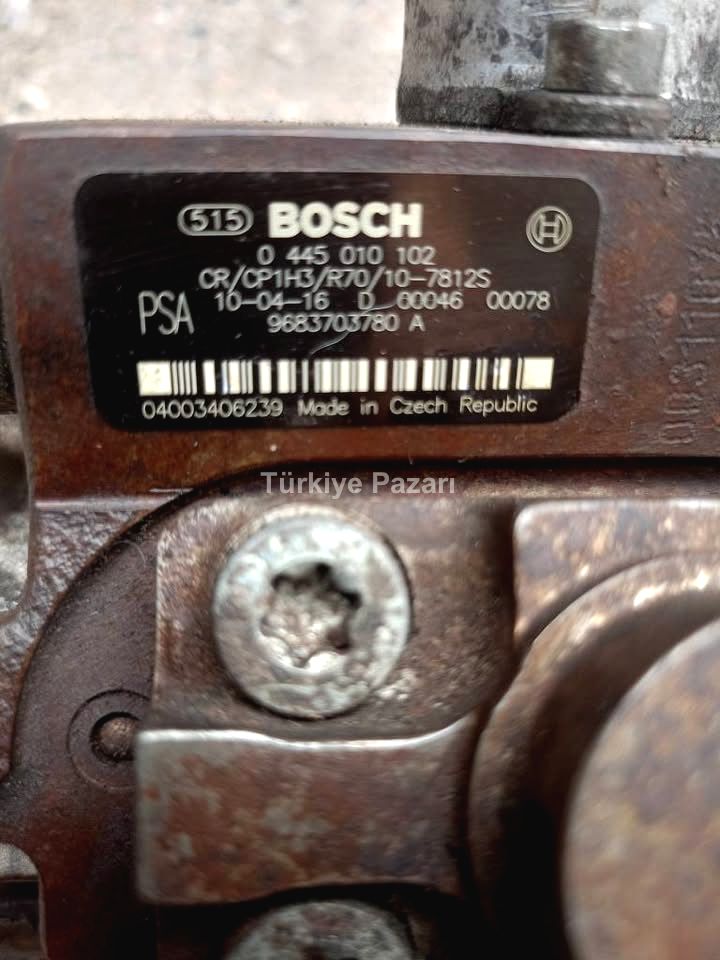 515 BOSCH
0 445 010 102
CR/CP1H3/R70/10-7812S
10-04-16 D 00046 00078
PSA
9683703780 A
04003406239 Made in Czech Republic
Türkiye Pazarı